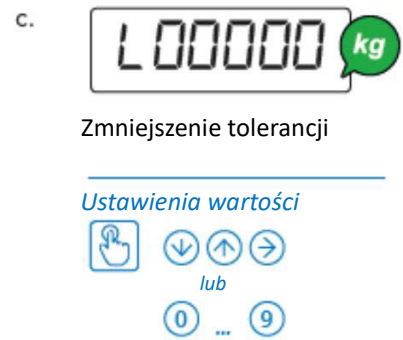 c.
L00000 kg
Zmniejszenie tolerancji
Ustawienia wartości
lub
0 ... 9